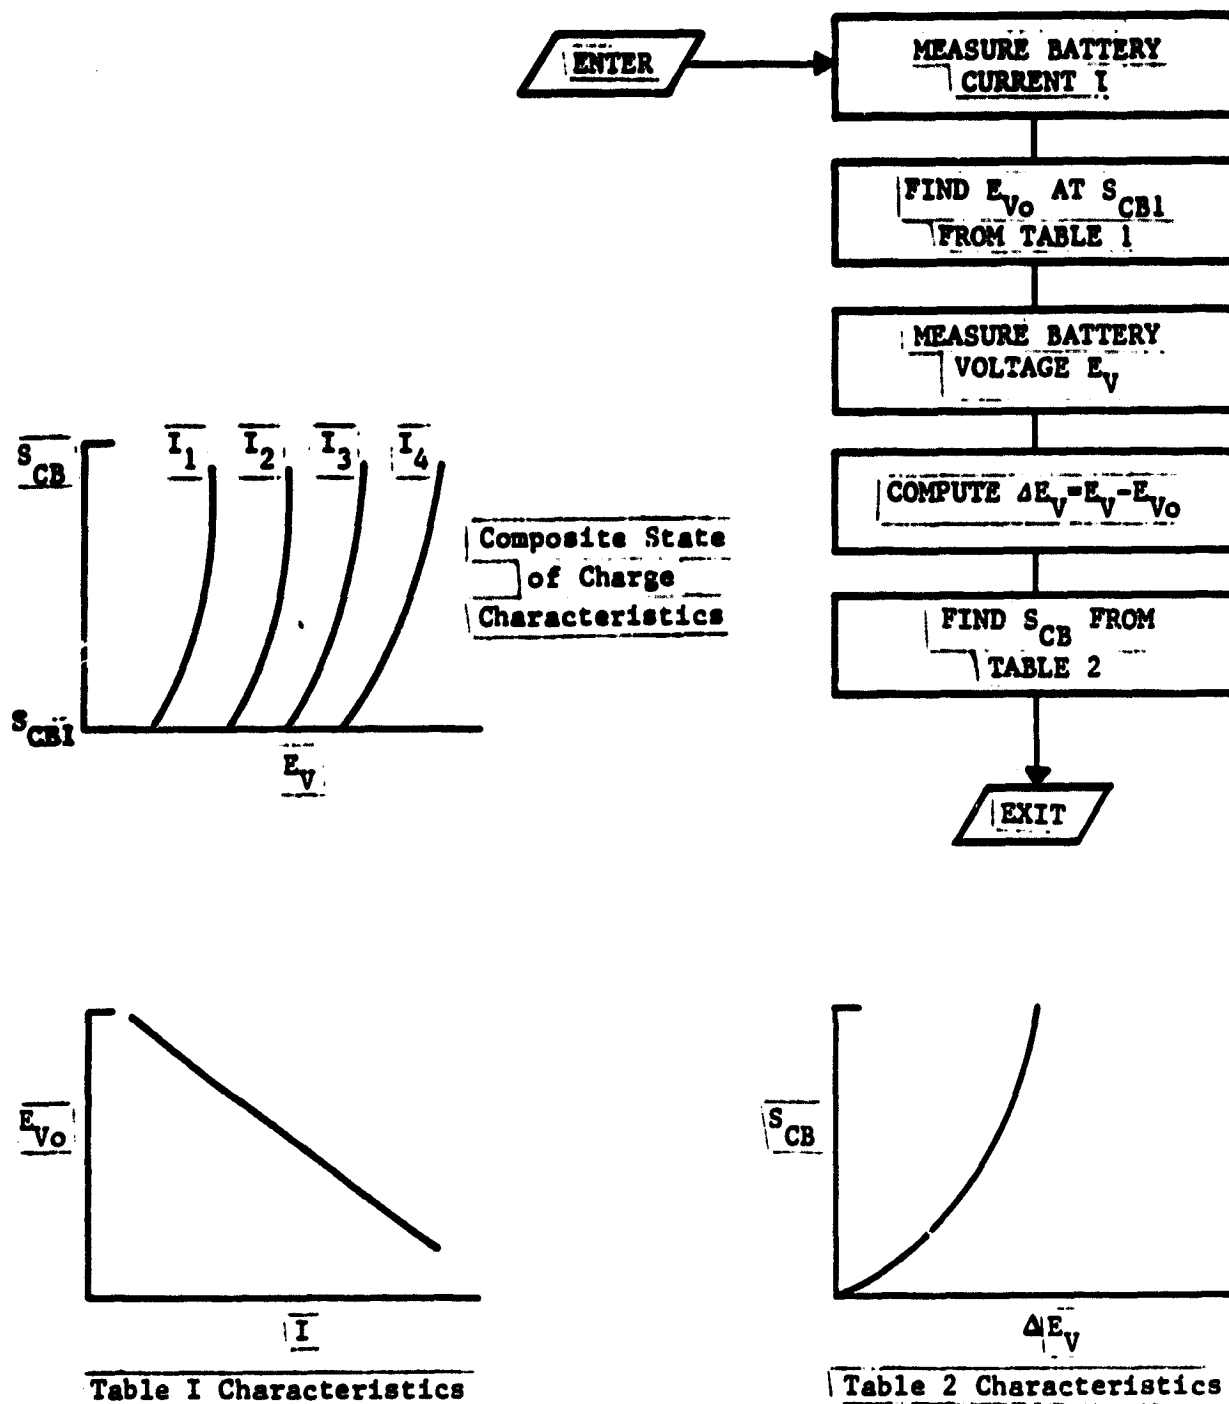 ENTER
MEASURE BATTERY
CURRENT I
FIND E_Vo AT S_CB1
FROM TABLE 1
MEASURE BATTERY
VOLTAGE E_V
COMPUTE ΔE_V=E_V-E_Vo
FIND S_CB FROM
TABLE 2
EXIT
S_CB
I_1 I_2 I_3 I_4
Composite State
of Charge
Characteristics
S_CB1
E_V
E_Vo
I
Table I Characteristics
S_CB
ΔE_V
Table 2 Characteristics